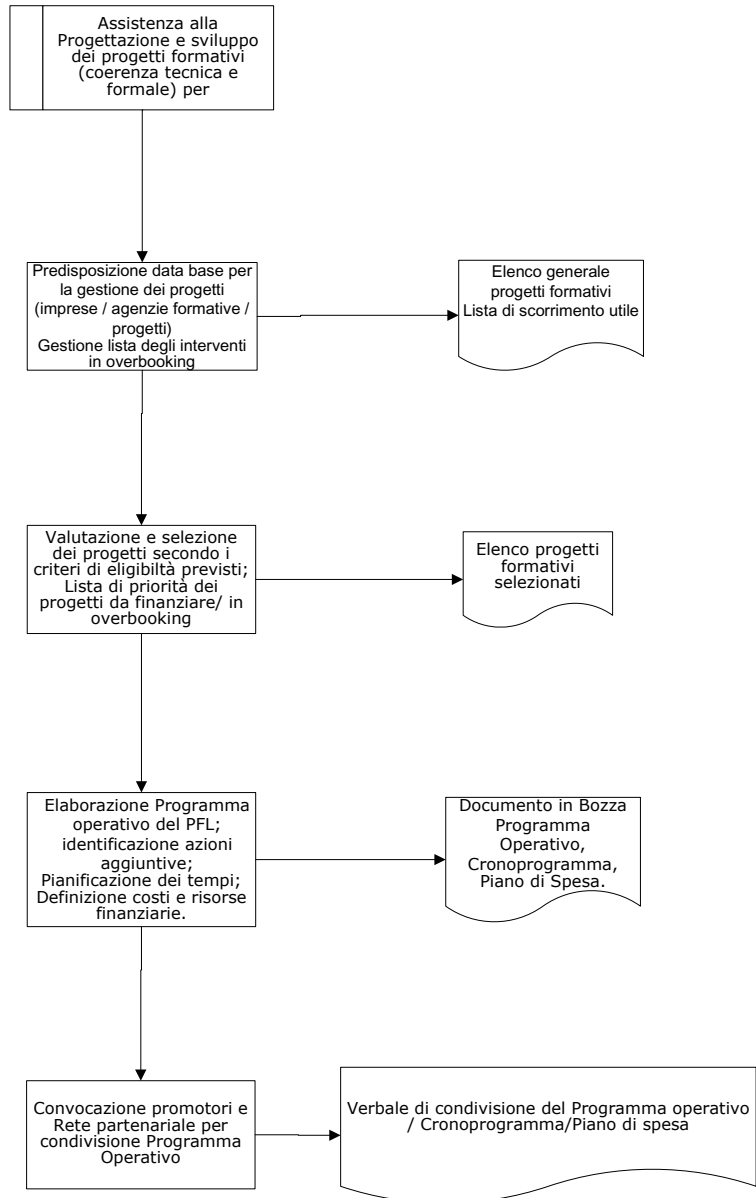 Assistenza alla
Progettazione e sviluppo
dei progetti formativi
(coerenza tecnica e
formale) per
Predisposizione data base per
la gestione dei progetti
(imprese / agenzie formative /
progetti)
Gestione lista degli interventi
in overbooking
Elenco generale
progetti formativi
Lista di scorrimento utile
Valutazione e selezione
dei progetti secondo i
criteri di eligibiltà previsti;
Lista di priorità dei
progetti da finanziare/ in
overbooking
Elenco progetti
formativi
selezionati
Elaborazione Programma
operativo del PFL;
identificazione azioni
aggiuntive;
Pianificazione dei tempi;
Definizione costi e risorse
finanziarie.
Documento in Bozza
Programma
Operativo,
Cronoprogramma,
Piano di Spesa.
Convocazione promotori e
Rete partenariale per
condivisione Programma
Operativo
Verbale di condivisione del Programma operativo
/ Cronoprogramma/Piano di spesa